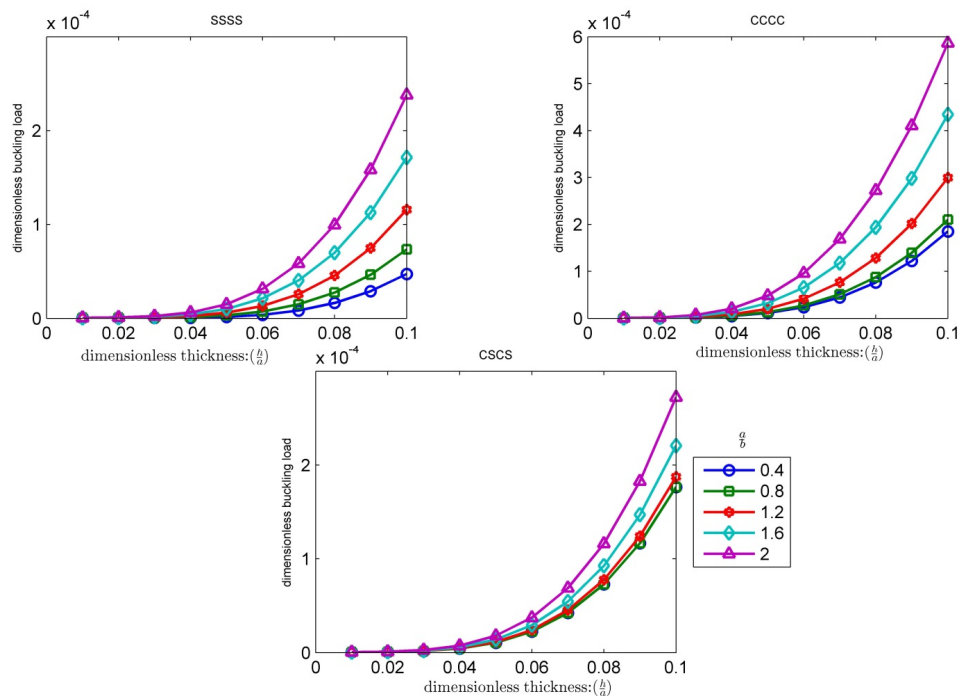 SSSS
x 10⁻⁴
dimensionless buckling load
2
1
0
0 0.02 0.04 0.06 0.08 0.1
dimensionless thickness:(h/a)
CCCC
x 10⁻⁴
dimensionless buckling load
6
5
4
3
2
1
0
0 0.02 0.04 0.06 0.08 0.1
dimensionless thickness:(h/a)
CSCS
x 10⁻⁴
dimensionless buckling load
2
1
0
0 0.02 0.04 0.06 0.08 0.1
dimensionless thickness:(h/a)
a/b
0.4
0.8
1.2
1.6
2